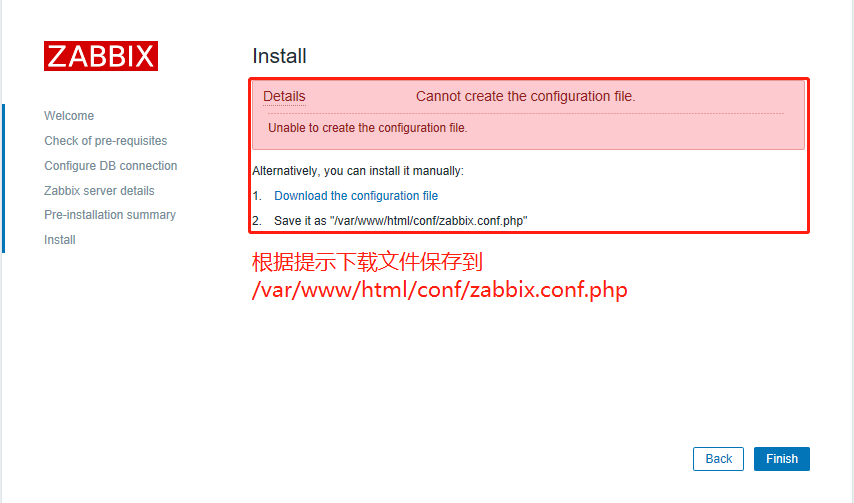 ZABBIX
Welcome
Check of pre-requisites
Configure DB connection
Zabbix server details
Pre-installation summary
Install
Install
Details Cannot create the configuration file.
Unable to create the configuration file.
Alternatively, you can install it manually:
1. Download the configuration file
2. Save it as "/var/www/html/conf/zabbix.conf.php"
根据提示下载文件保存到
/var/www/html/conf/zabbix.conf.php
Back Finish